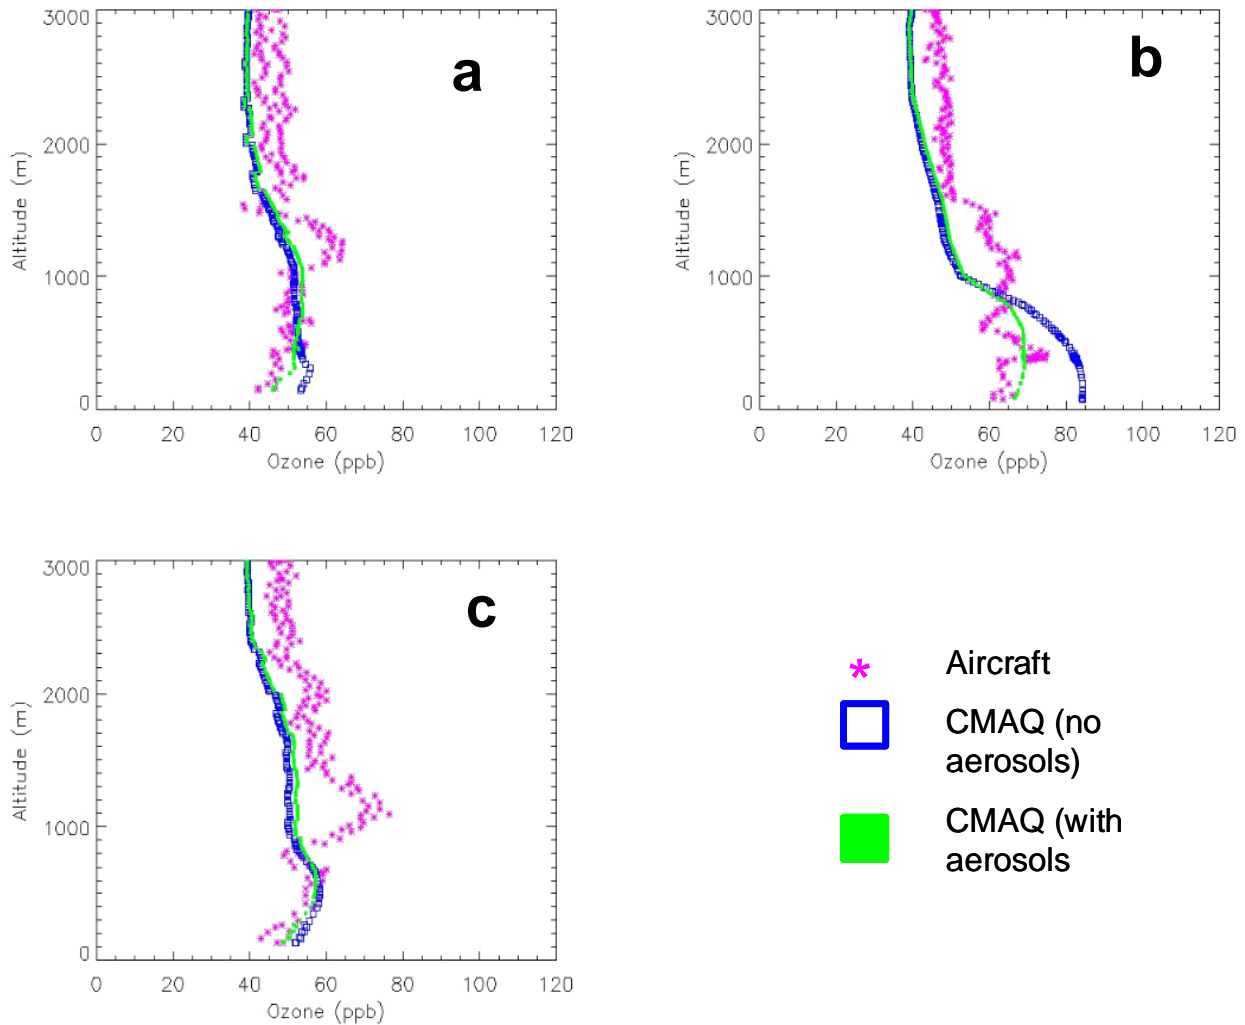 3000
a
2000
Altitude (m)
1000
0
0 20 40 60 80 100 120
Ozone (ppb)
3000
b
2000
Altitude (m)
1000
0
0 20 40 60 80 100 120
Ozone (ppb)
3000
c
2000
Altitude (m)
1000
0
0 20 40 60 80 100 120
Ozone (ppb)
* Aircraft
CMAQ (no
aerosols)
CMAQ (with
aerosols